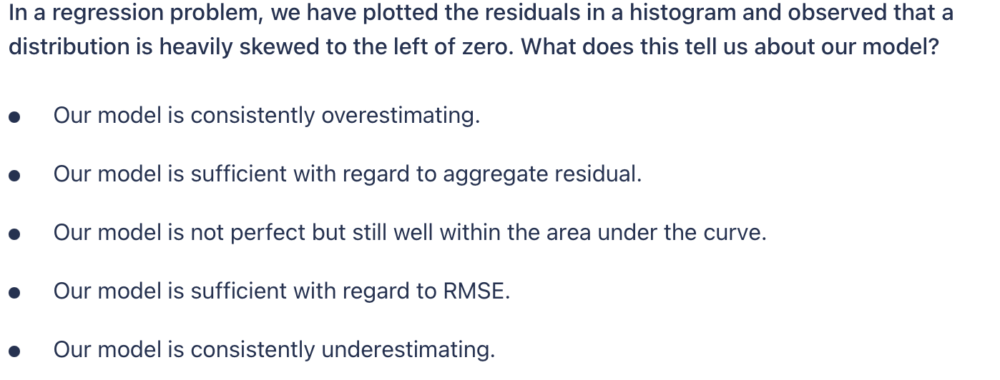 In a regression problem, we have plotted the residuals in a histogram and observed that a
distribution is heavily skewed to the left of zero. What does this tell us about our model?
● Our model is consistently overestimating.
● Our model is sufficient with regard to aggregate residual.
● Our model is not perfect but still well within the area under the curve.
● Our model is sufficient with regard to RMSE.
● Our model is consistently underestimating.